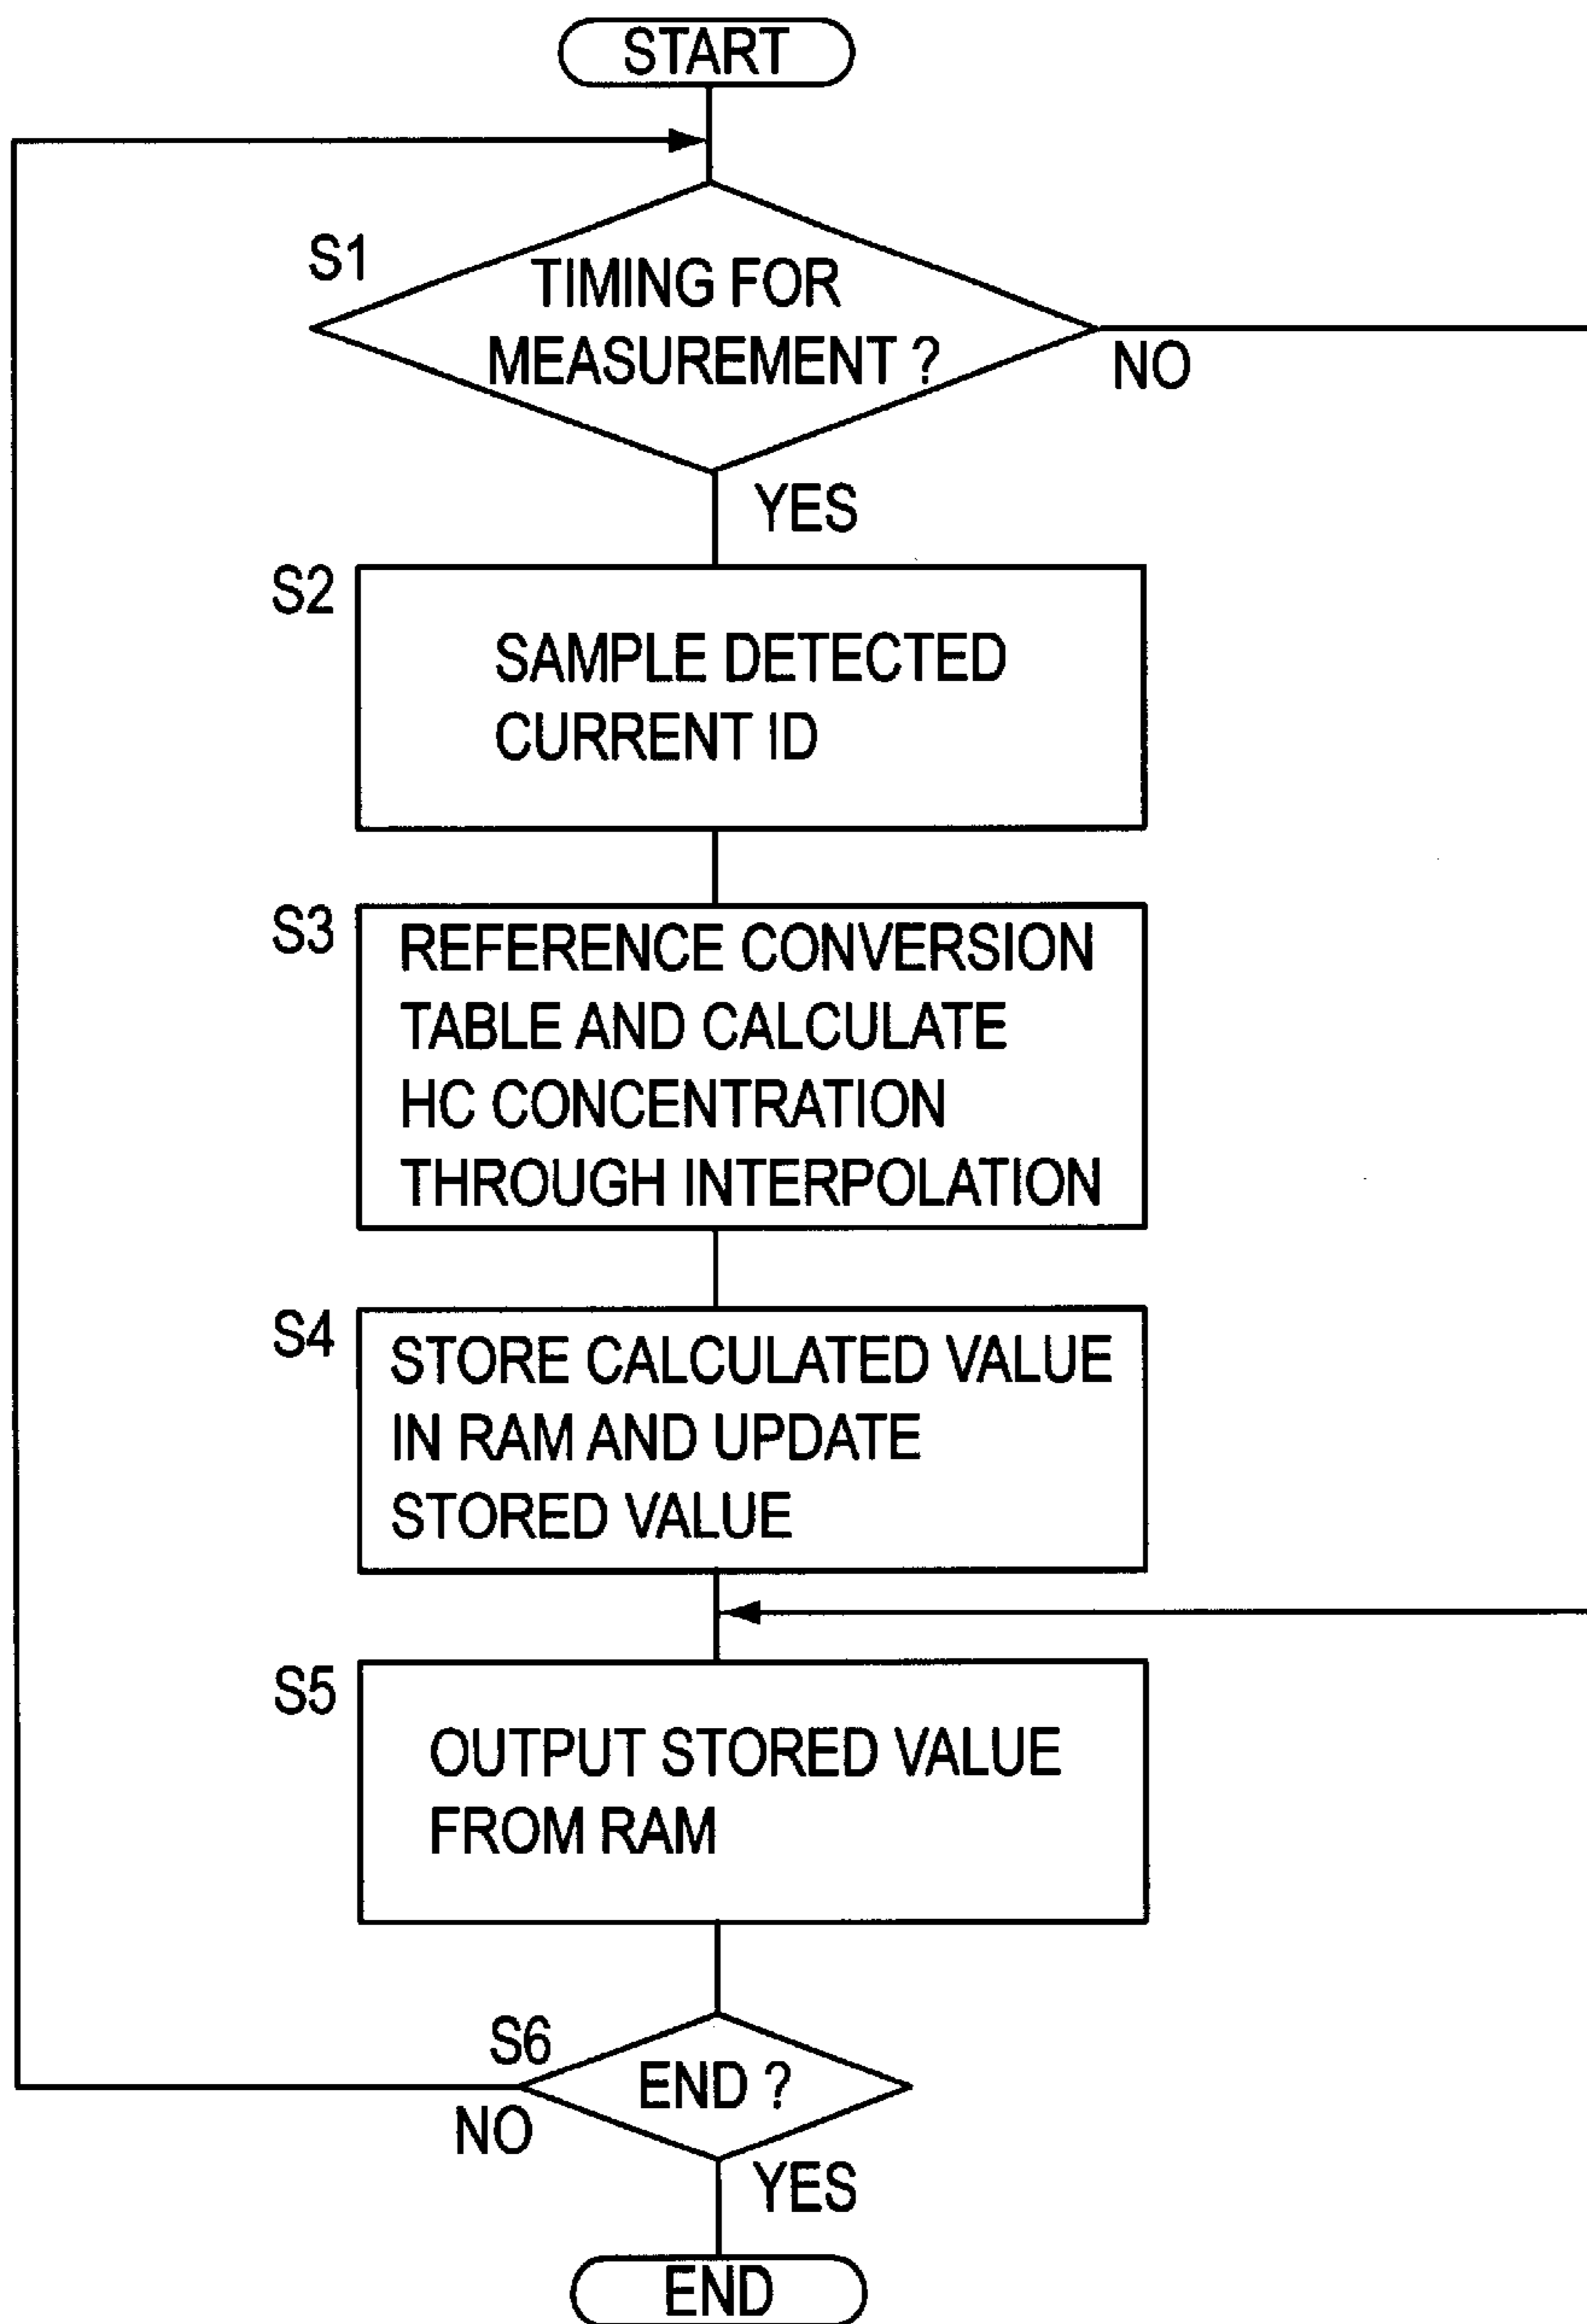 START
S1
TIMING FOR
MEASUREMENT ?
NO
YES
S2
SAMPLE DETECTED
CURRENT ID
S3
REFERENCE CONVERSION
TABLE AND CALCULATE
HC CONCENTRATION
THROUGH INTERPOLATION
S4
STORE CALCULATED VALUE
IN RAM AND UPDATE
STORED VALUE
S5
OUTPUT STORED VALUE
FROM RAM
S6
END ?
NO
YES
END